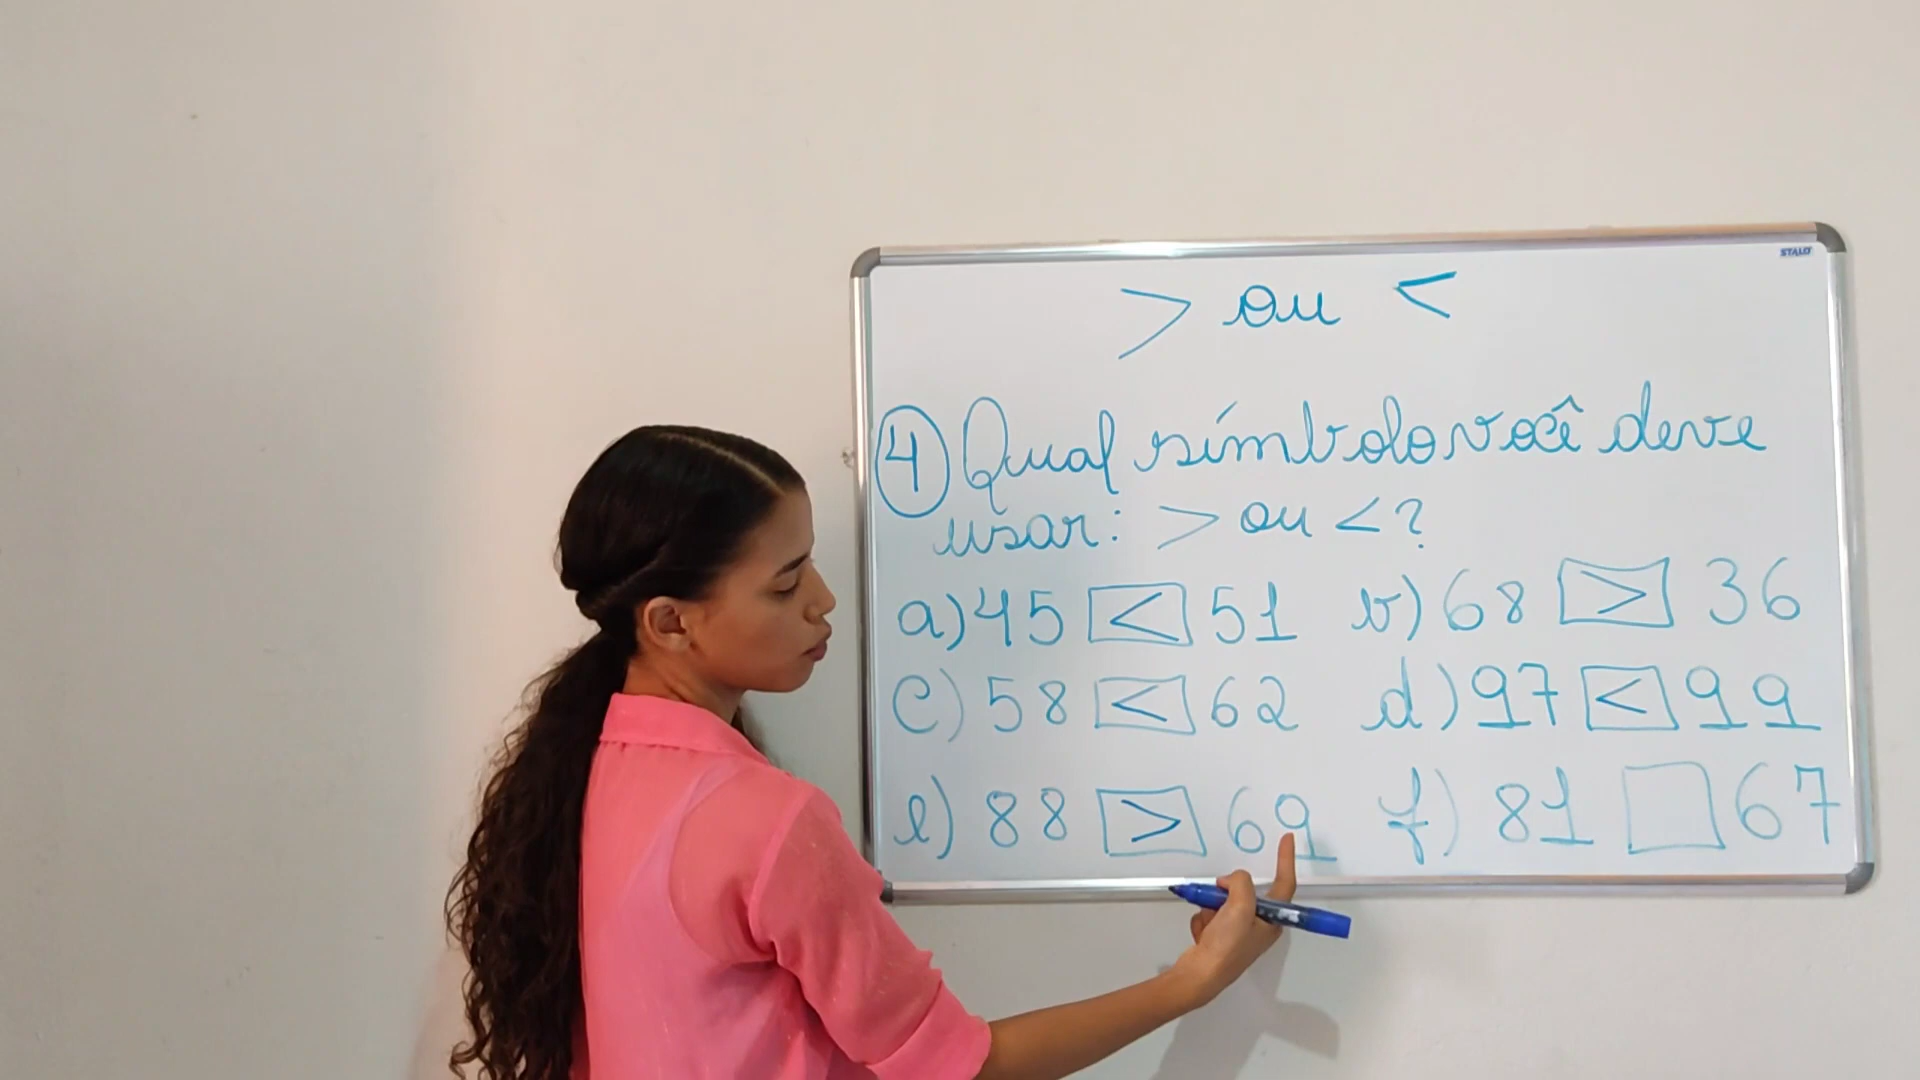 STALO
> ou <
4 Qual símbolo você deve
usar: > ou < ?
a) 45 < 51 b) 68 > 36
c) 58 < 62 d) 97 < 99
e) 88 > 69 f) 81 67